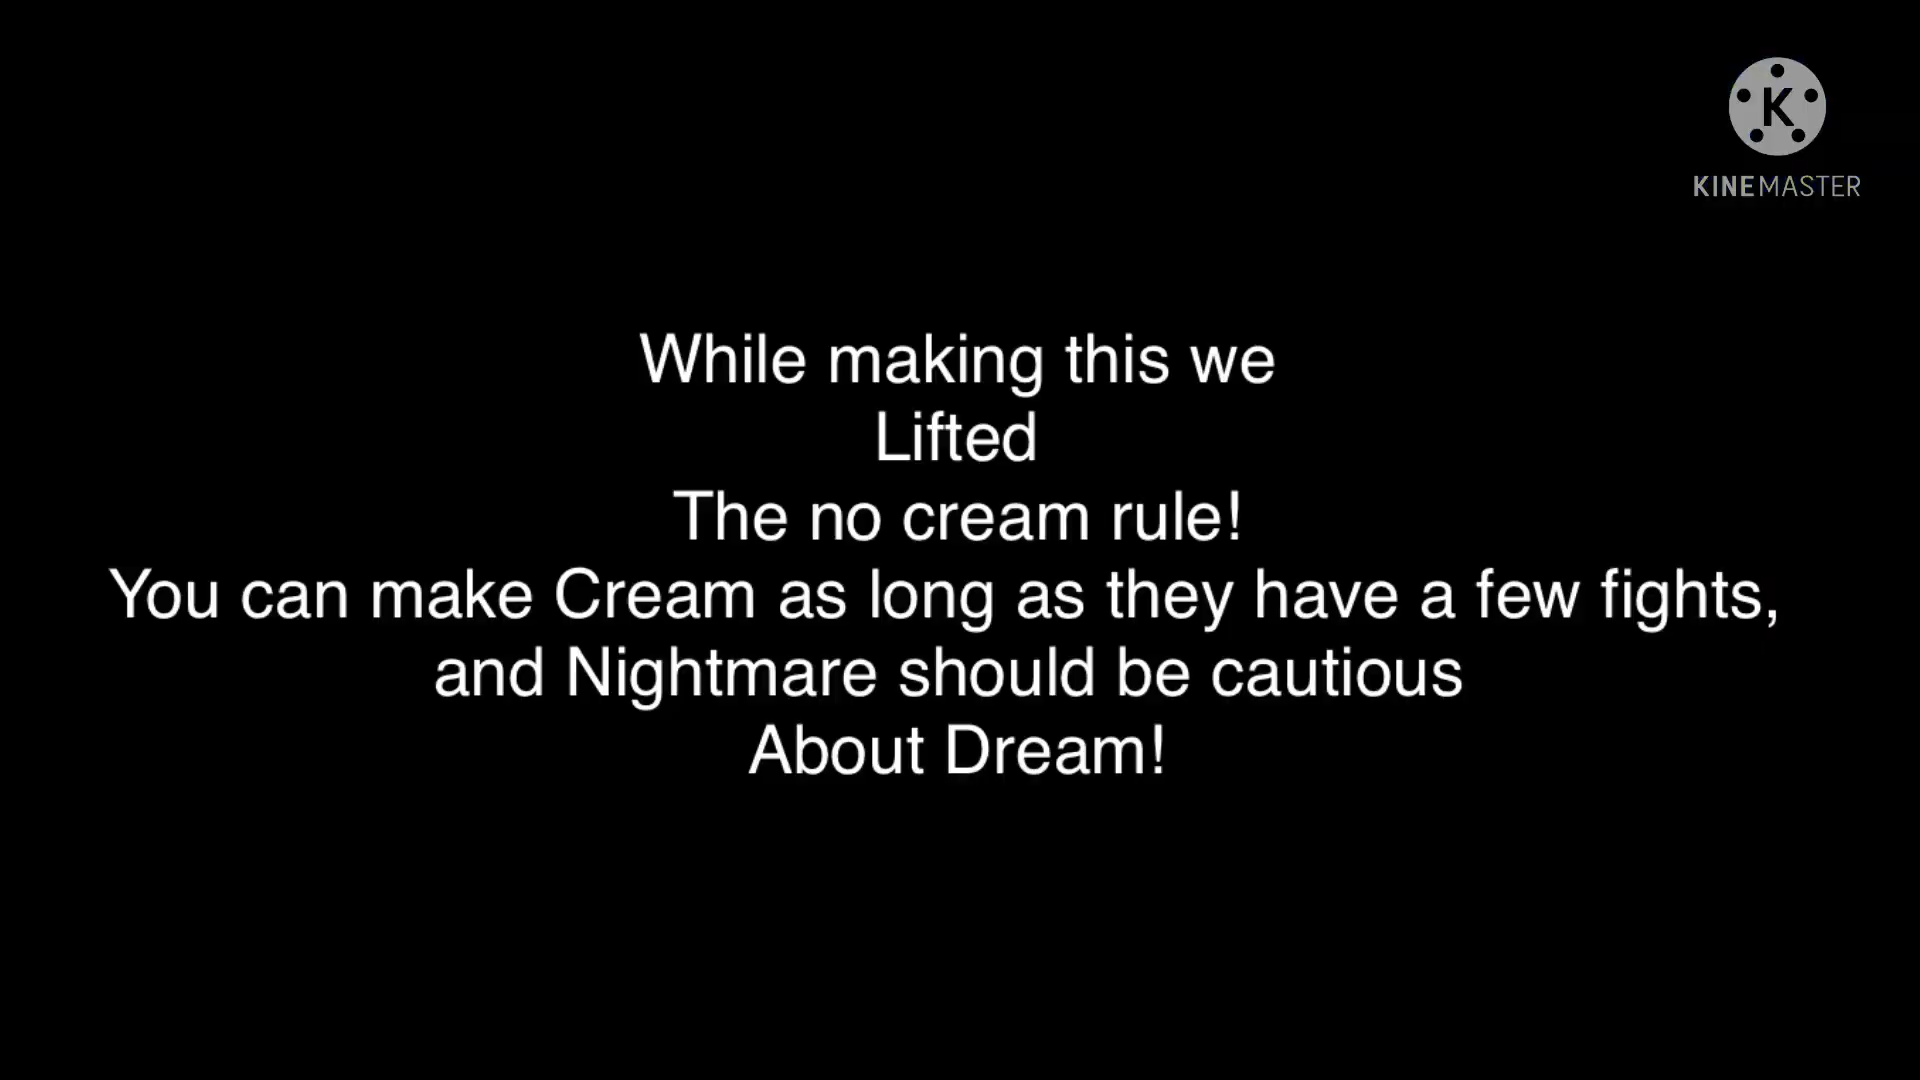 K
KINEMASTER
While making this we
Lifted
The no cream rule!
You can make Cream as long as they have a few fights,
and Nightmare should be cautious
About Dream!